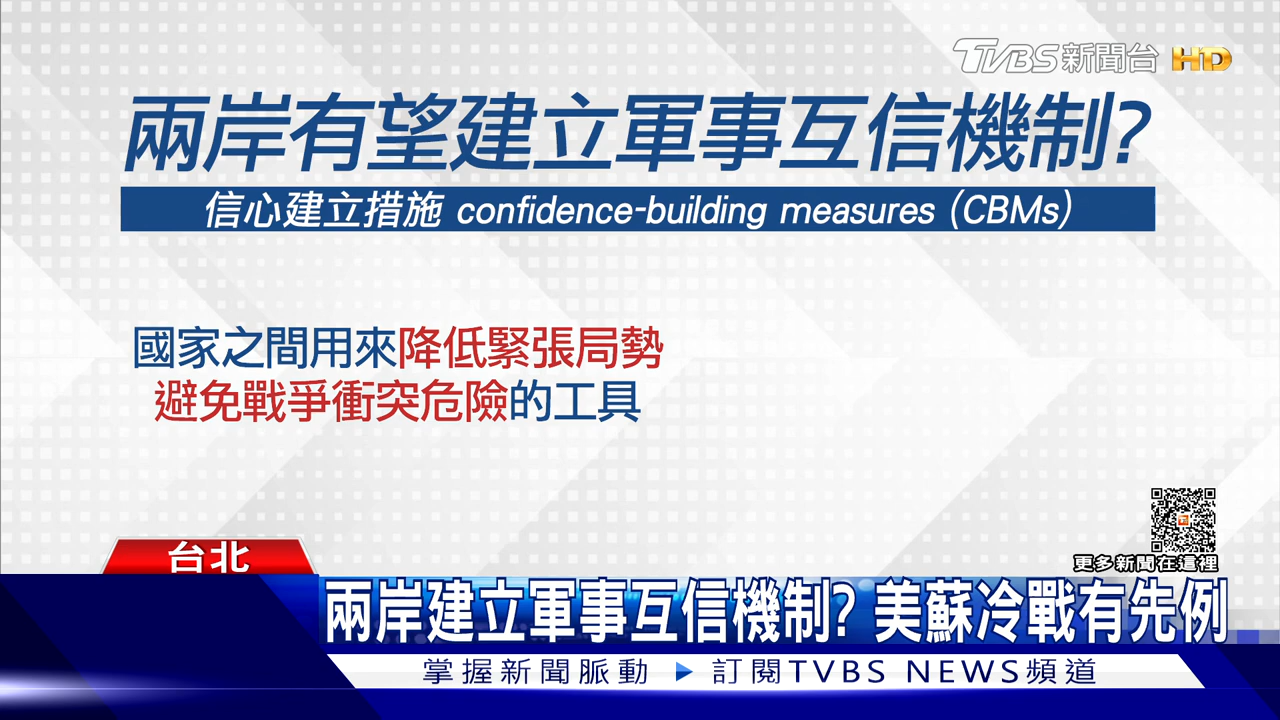 TVBS新聞台 HD
兩岸有望建立軍事互信機制?
信心建立措施 confidence-building measures (CBMs)
國家之間用來降低緊張局勢
避免戰爭衝突危險的工具
更多新聞在這裡
台北
兩岸建立軍事互信機制? 美蘇冷戰有先例
掌握新聞脈動 ▶ 訂閱TVBS NEWS頻道